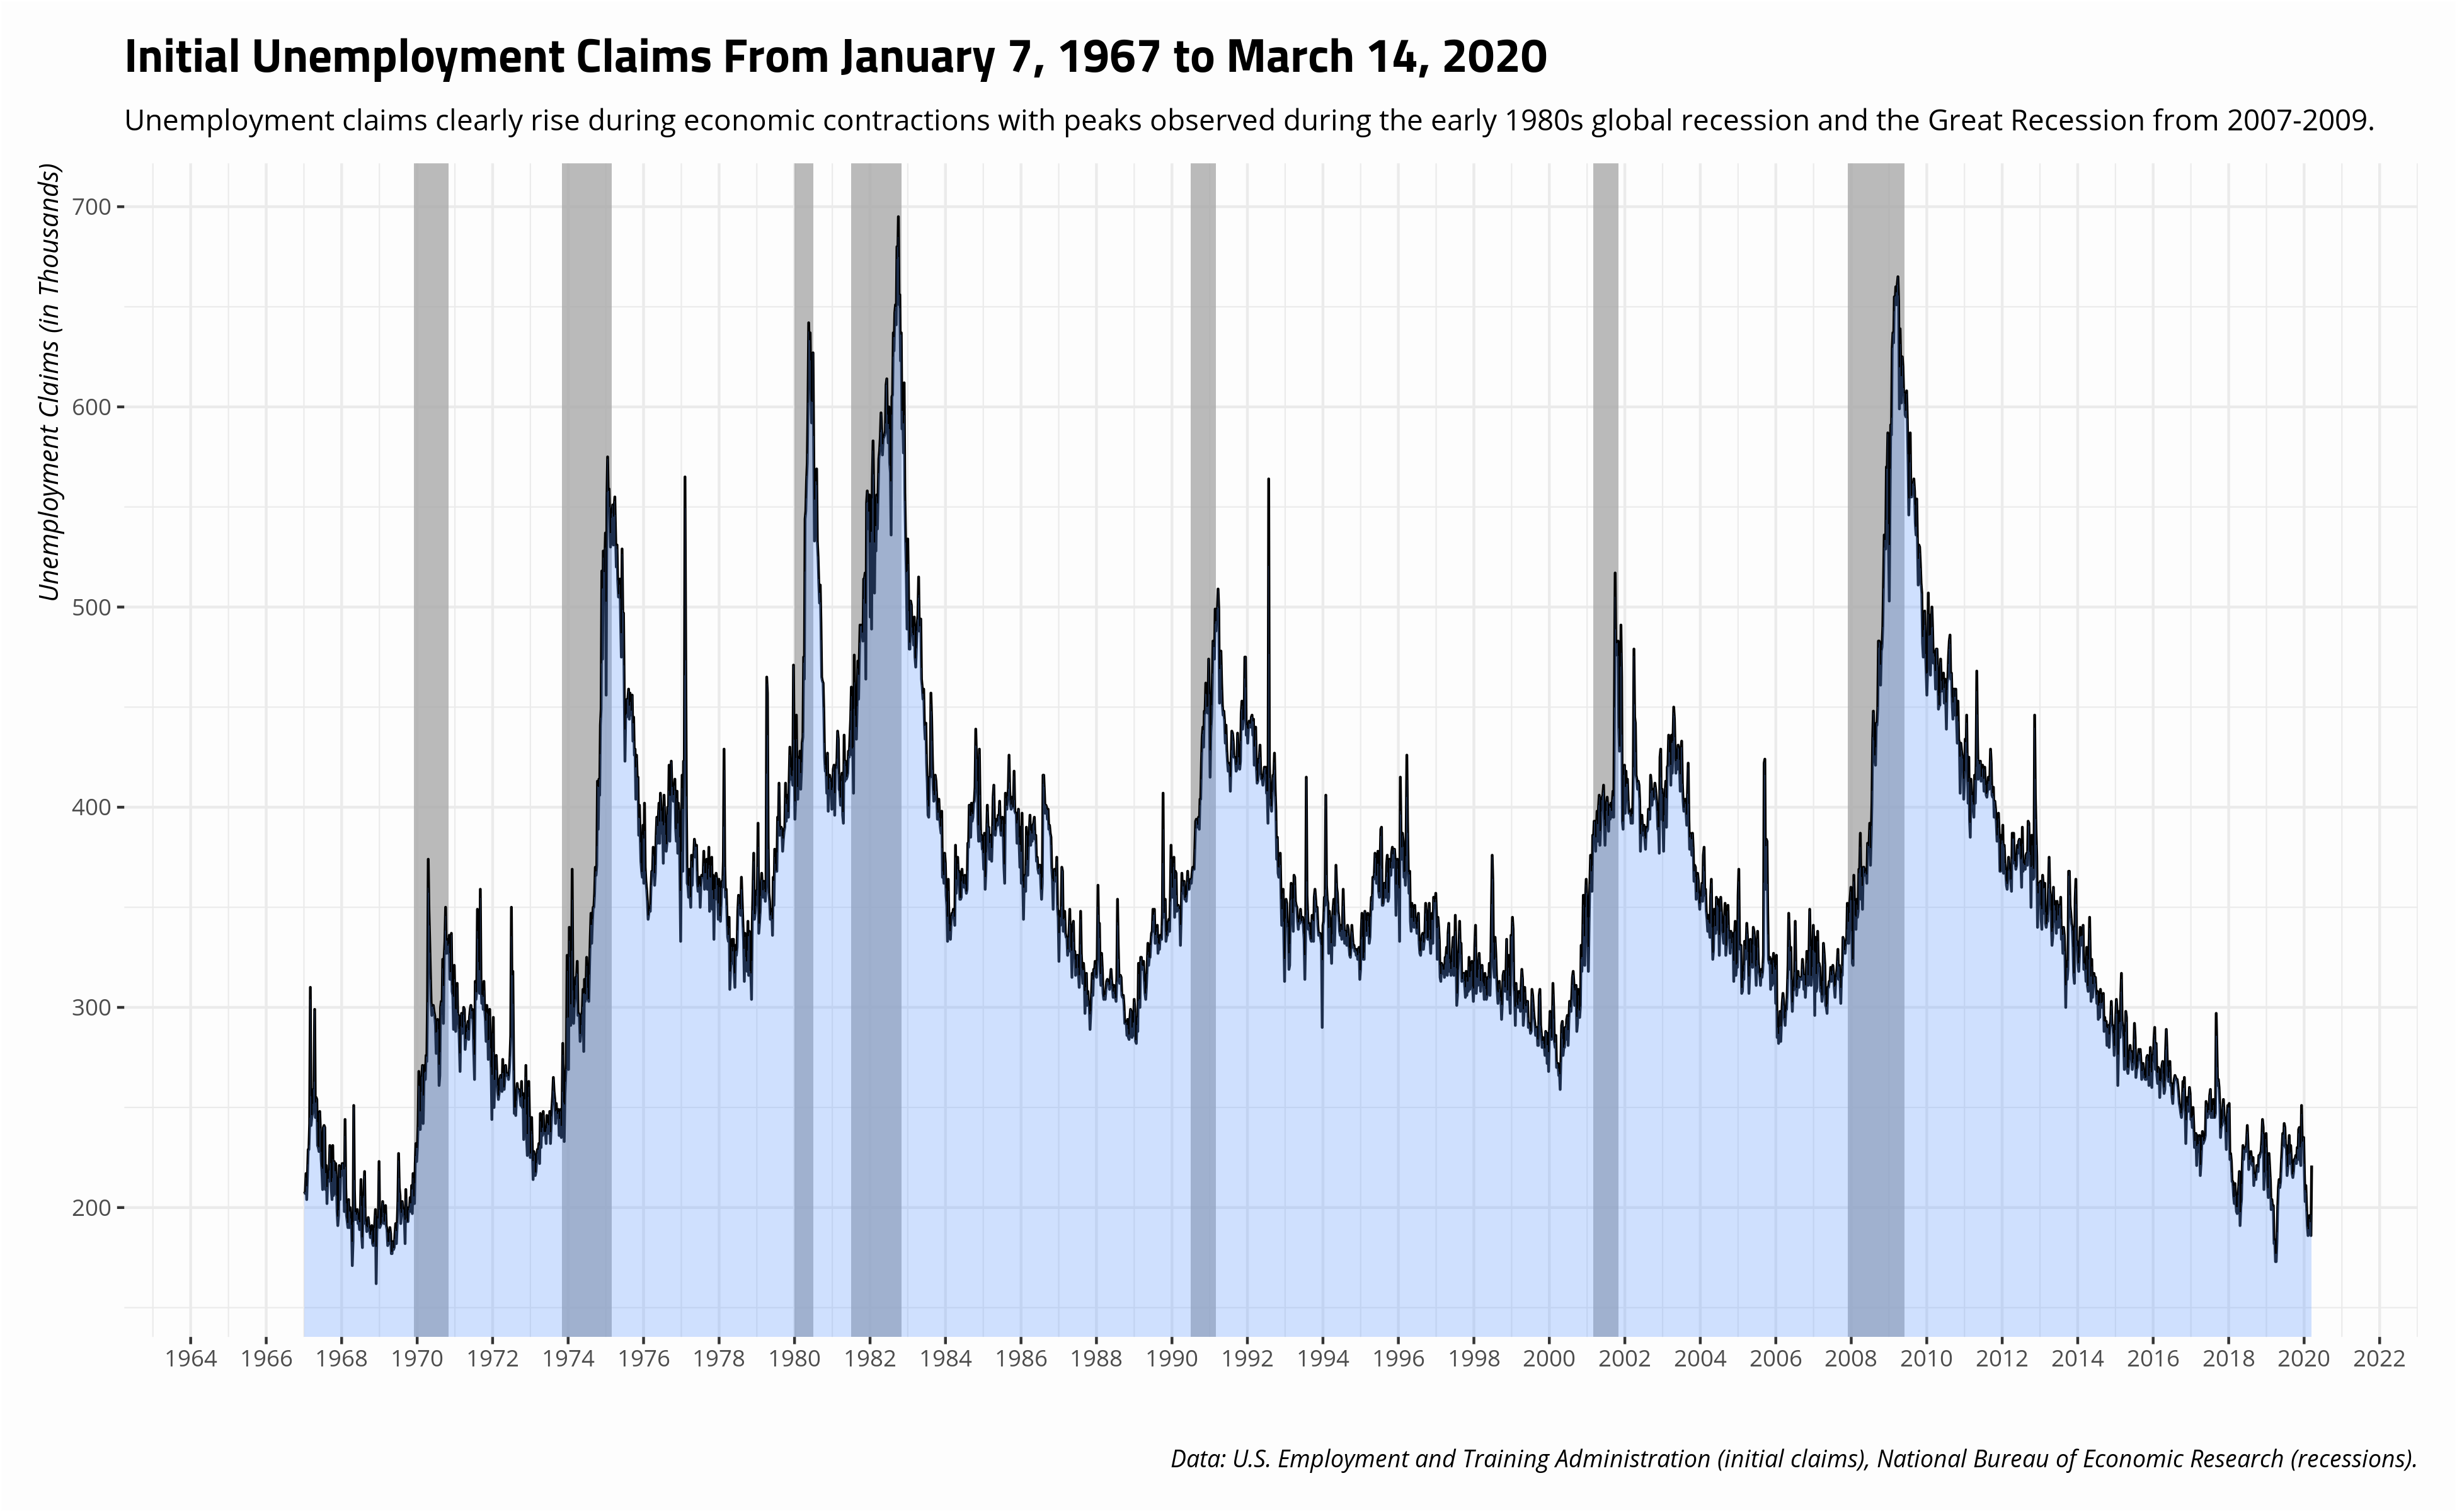 Initial Unemployment Claims From January 7, 1967 to March 14, 2020
Unemployment claims clearly rise during economic contractions with peaks observed during the early 1980s global recession and the Great Recession from 2007-2009.
Unemployment Claims (in Thousands)
700
600
500
400
300
200
1964 1966 1968 1970 1972 1974 1976 1978 1980 1982 1984 1986 1988 1990 1992 1994 1996 1998 2000 2002 2004 2006 2008 2010 2012 2014 2016 2018 2020 2022
Data: U.S. Employment and Training Administration (initial claims), National Bureau of Economic Research (recessions).